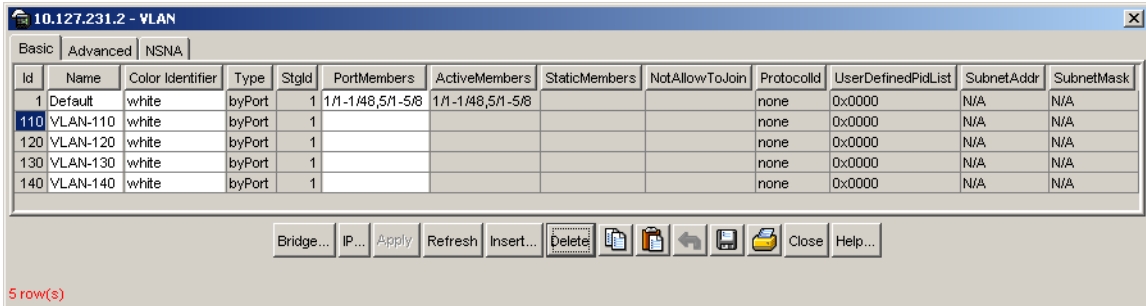 10.127.231.2 - VLAN
Basic Advanced NSNA
Id Name Color Identifier Type StgId PortMembers ActiveMembers StaticMembers NotAllowToJoin ProtocolId UserDefinedPidList SubnetAddr SubnetMask
1 Default white byPort 1 1/1-1/48,5/1-5/8 1/1-1/48,5/1-5/8 none 0x0000 N/A N/A
110 VLAN-110 white byPort 1 none 0x0000 N/A N/A
120 VLAN-120 white byPort 1 none 0x0000 N/A N/A
130 VLAN-130 white byPort 1 none 0x0000 N/A N/A
140 VLAN-140 white byPort 1 none 0x0000 N/A N/A
Bridge... IP... Apply Refresh Insert... Delete Close Help...
5 row(s)